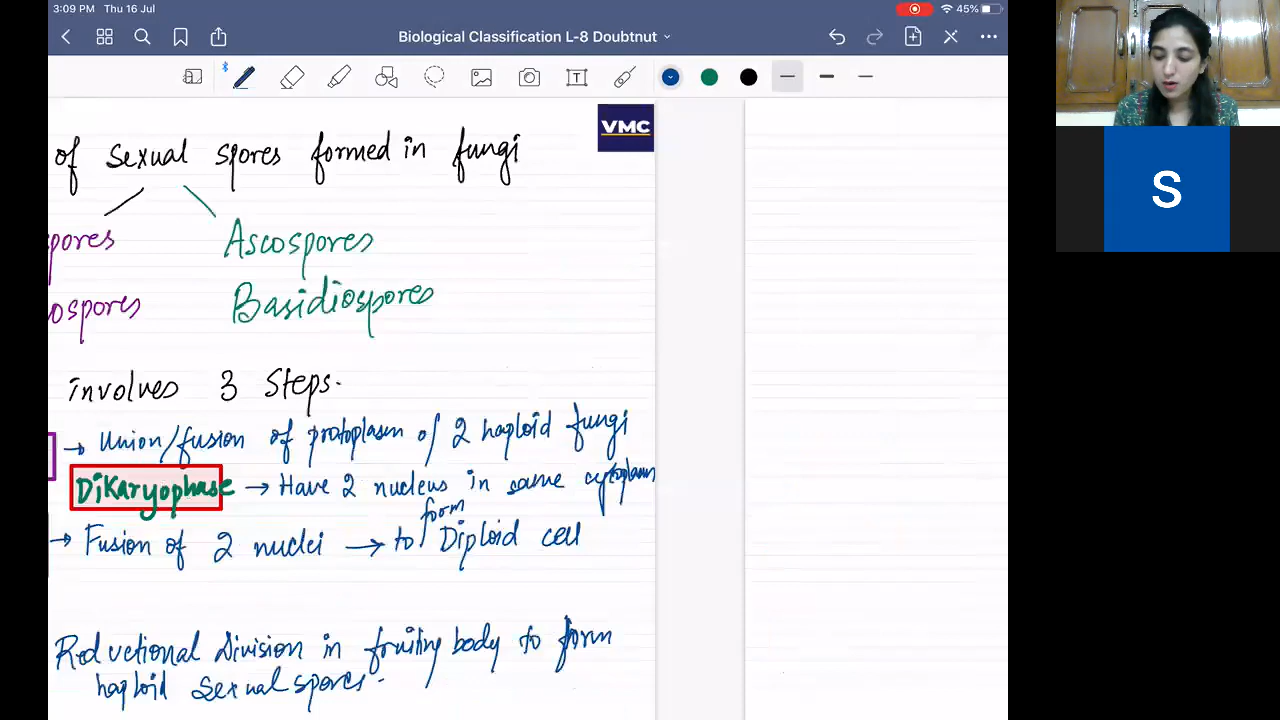 3:09 PM Thu 16 Jul
45%
Biological Classification L-8 Doubtnut
VMC
of sexual spores formed in fungi
spores Ascospores
ospores Basidiospores
involves 3 Steps.
→ Union/fusion of protoplasm of 2 haploid fungi
DiKaryophase → Have 2 nucleus in same cytoplasm
→ Fusion of 2 nuclei → to form Diploid cell
Reductional Division in fruiting body to form
haploid sexual spores.
S